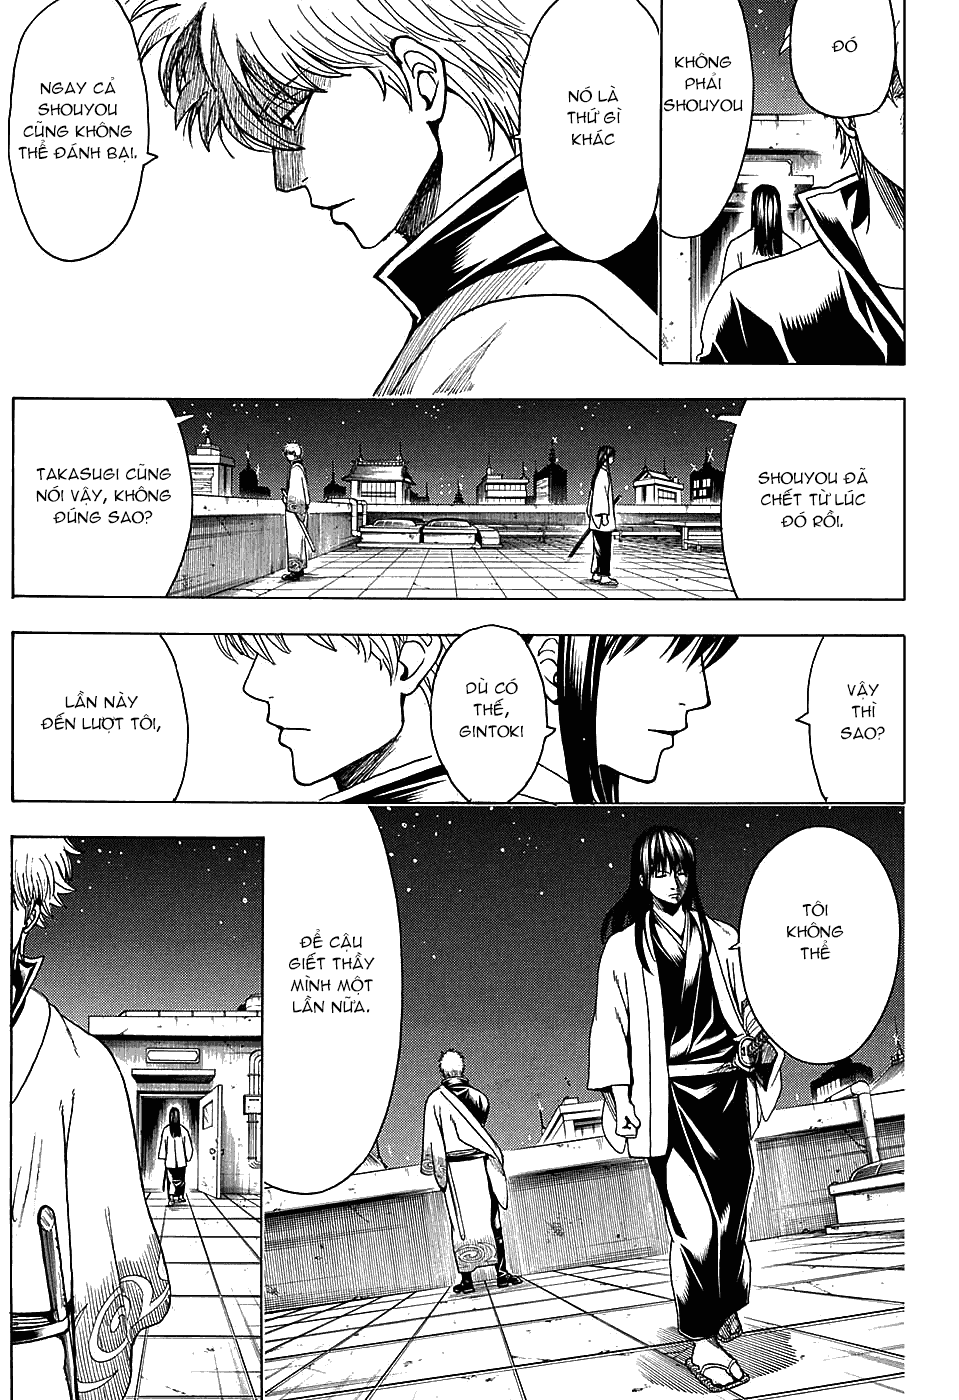 ĐÓ
KHÔNG
PHẢI
SHOUYOU
NÓ LÀ
THỨ GÌ
KHÁC
NGAY CẢ
SHOUYOU
CŨNG KHÔNG
THỂ ĐÁNH BẠI.
SHOUYOU ĐÃ
CHẾT TỪ LÚC
ĐÓ RỒI.
TAKASUGI CŨNG
NÓI VẬY, KHÔNG
ĐÚNG SAO?
VẬY
THÌ
SAO?
DÙ CÓ
THẾ,
GINTOKI
LẦN NÀY
ĐẾN LƯỢT TÔI,
TÔI
KHÔNG
THỂ
ĐỂ CẬU
GIẾT THẦY
MÌNH MỘT
LẦN NỮA.